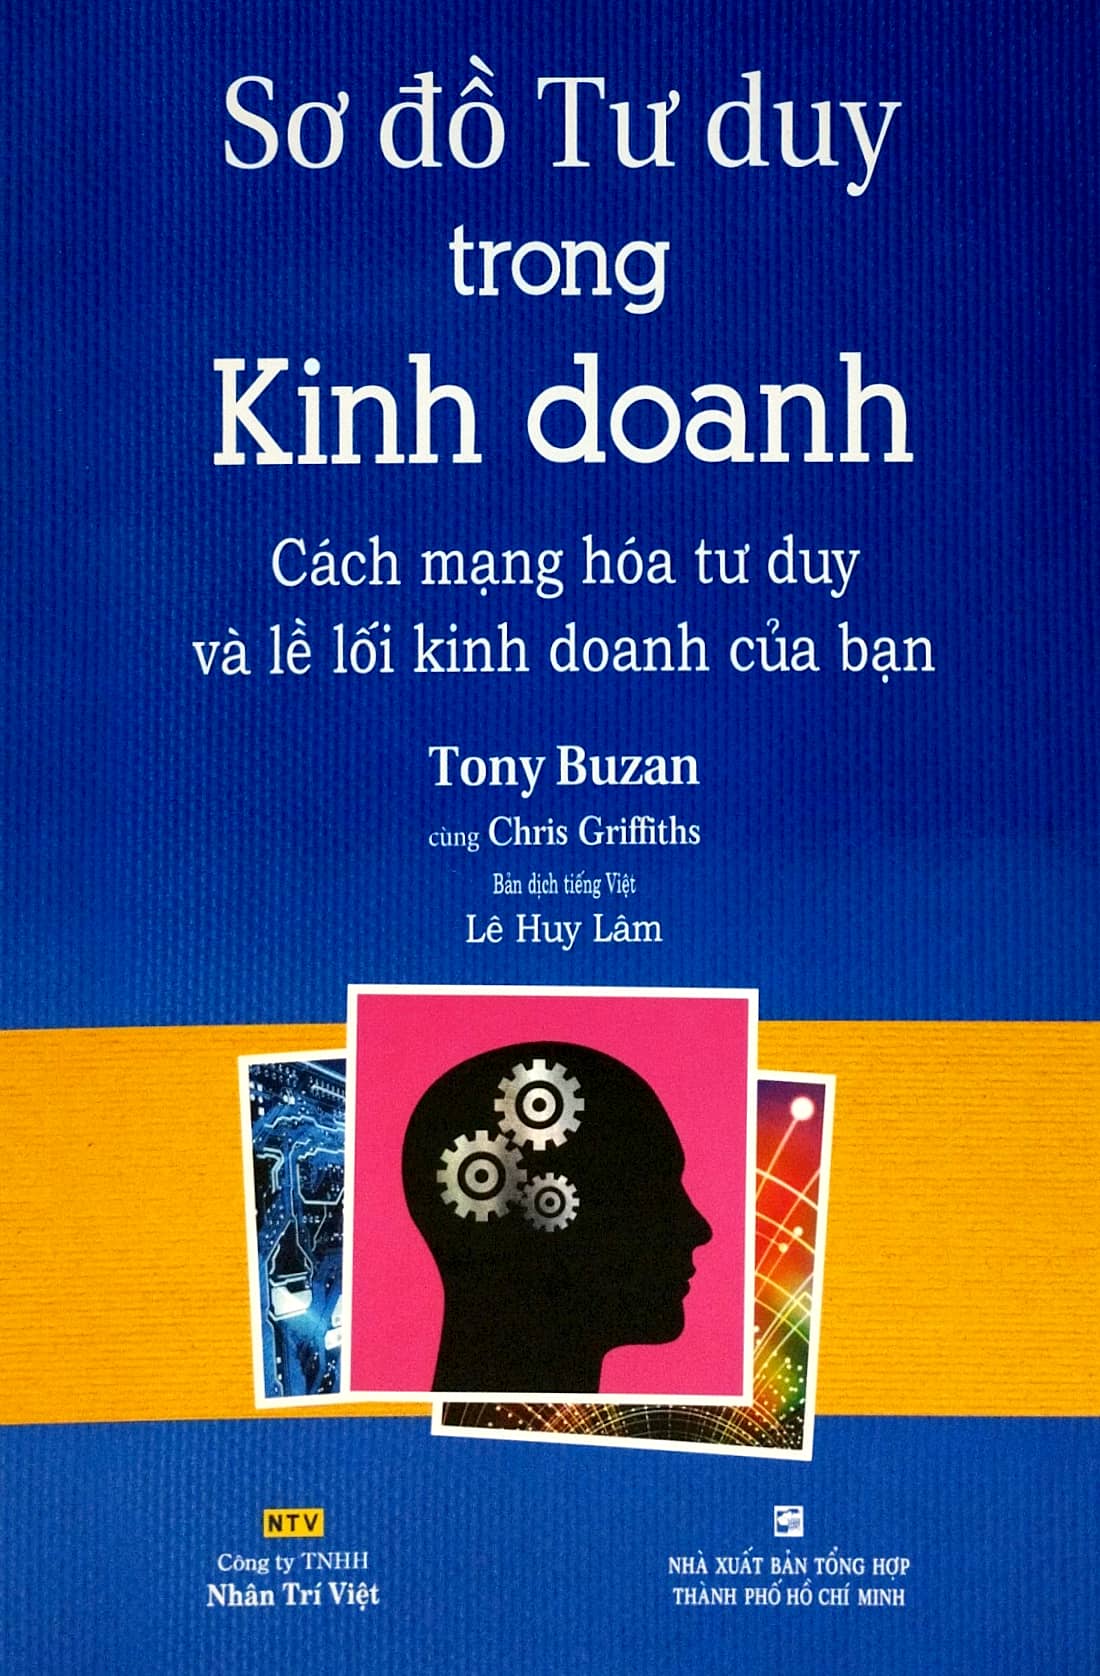 Sơ đồ Tư duy
trong
Kinh doanh
Cách mạng hóa tư duy
và lề lối kinh doanh của bạn
Tony Buzan
cùng Chris Griffiths
Bản dịch tiếng Việt
Lê Huy Lâm
NTV
Công ty TNHH
Nhân Trí Việt
NHÀ XUẤT BẢN TỔNG HỢP
THÀNH PHỐ HỒ CHÍ MINH